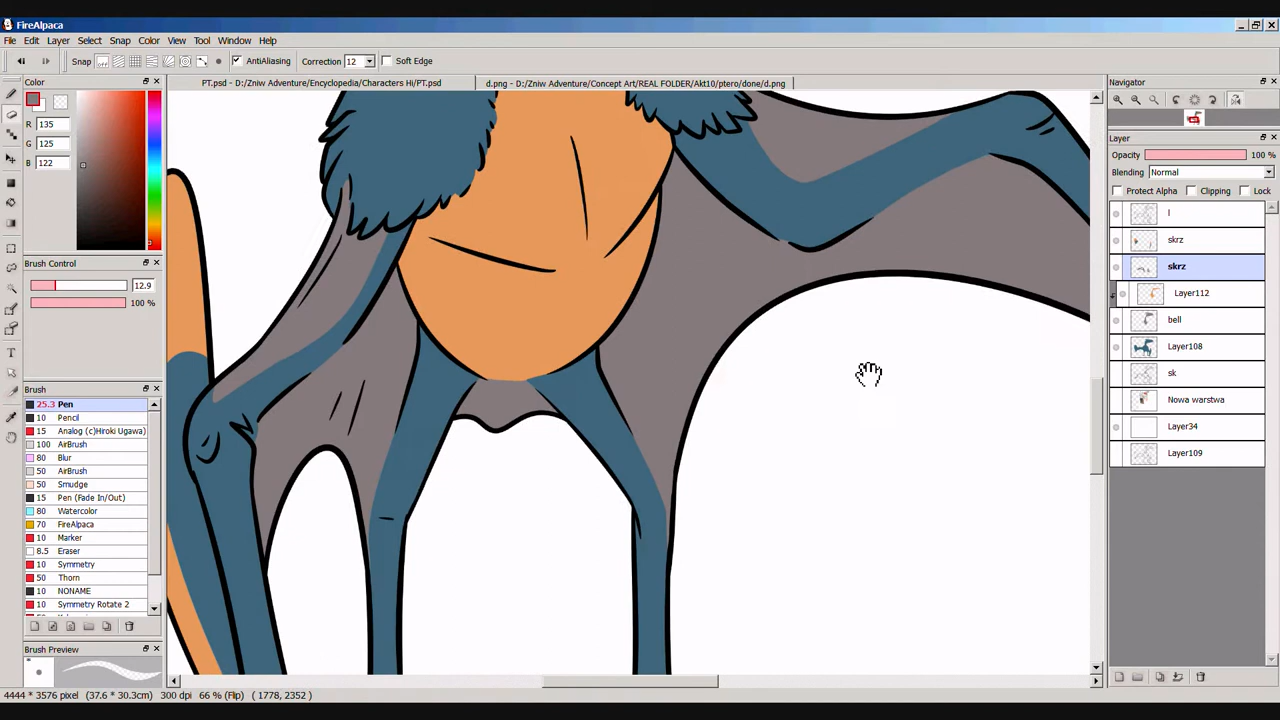 FireAlpaca
File Edit Layer Select Snap Color View Tool Window Help
Snap off AntiAliasing Correction 12 Soft Edge
Color
PT.psd - D:/Zniw Adventure/Encyclopedia/Characters Hi/PT.psd
d.png - D:/Zniw Adventure/Concept Art/REAL FOLDER/Akt10/ptero/done/d.png
Navigator
R 135
G 125
B 122
Layer
Opacity 100 %
Blending Normal
Protect Alpha Clipping Lock
l
skrz
skrz
Layer112
bell
Layer108
sk
Nowa warstwa
Layer34
Layer109
Brush Control
12.9
100 %
Brush
25.3 Pen
10 Pencil
15 Analog (c)Hiroki Ugawa)
100 AirBrush
80 Blur
50 AirBrush
50 Smudge
15 Pen (Fade In/Out)
80 Watercolor
70 FireAlpaca
10 Marker
8.5 Eraser
10 Symmetry
50 Thorn
10 NONAME
10 Symmetry Rotate 2
Brush Preview
4444 * 3576 pixel (37.6 * 30.3cm) 300 dpi 66 % (Flip) ( 1778, 2352 )